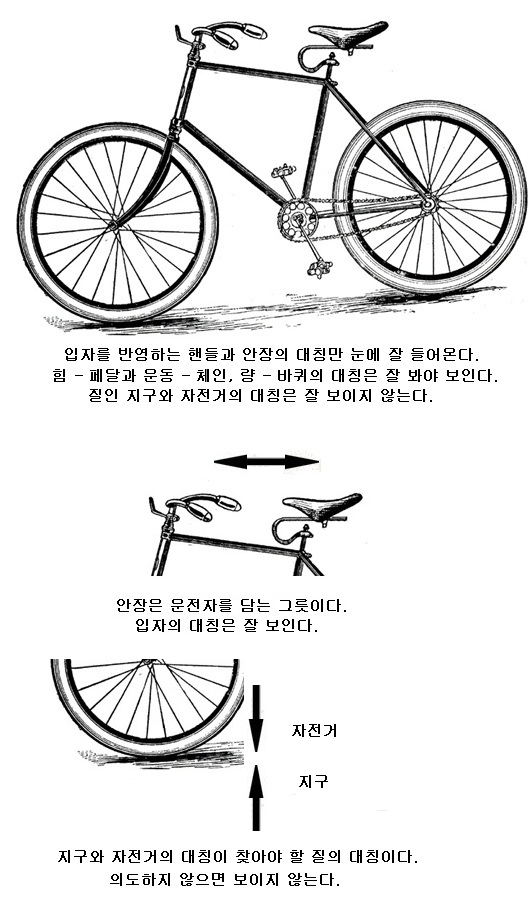 입자를 반영하는 핸들과 안장의 대칭만 눈에 잘 들어온다.
힘 - 페달과 운동 - 체인, 량 - 바퀴의 대칭은 잘 봐야 보인다.
질인 지구와 자전거의 대칭은 잘 보이지 않는다.
안장은 운전자를 담는 그릇이다.
입자의 대칭은 잘 보인다.
자전거
지구
지구와 자전거의 대칭이 찾아야 할 질의 대칭이다.
의도하지 않으면 보이지 않는다.